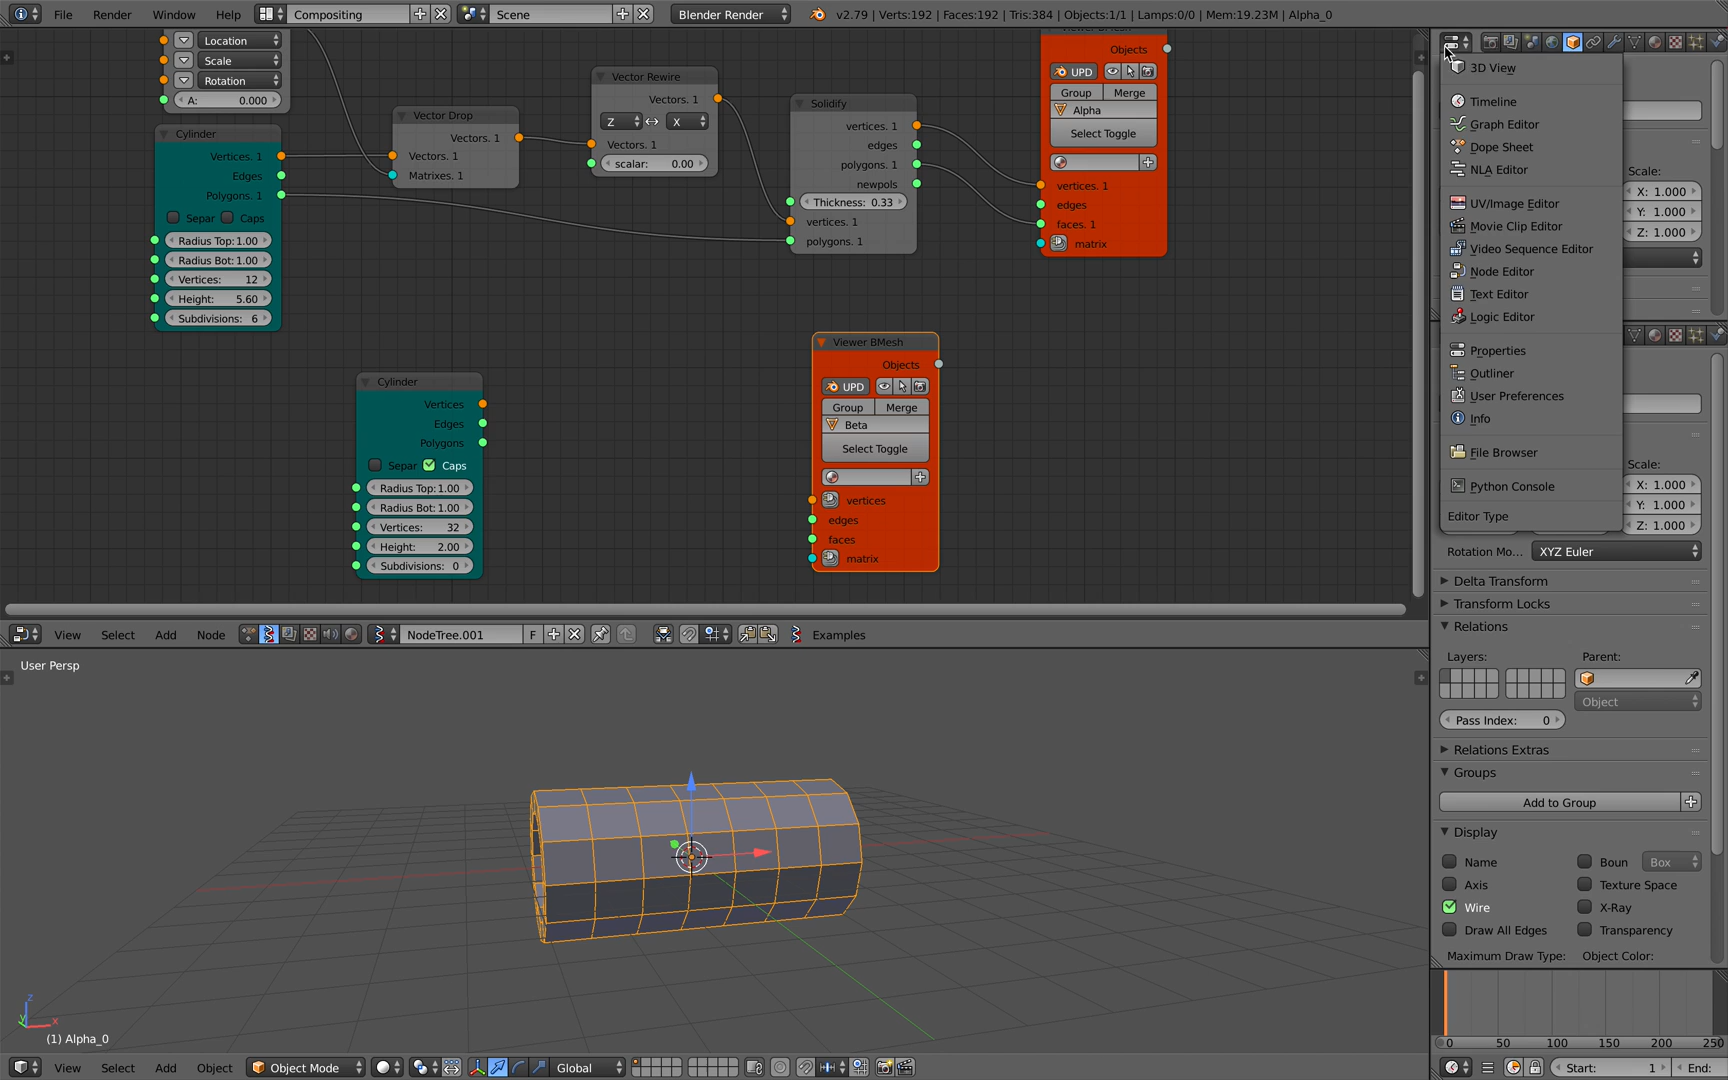 File Render Window Help Compositing Scene Blender Render v2.79 | Verts:192 | Faces:192 | Tris:384 | Objects:1/1 | Lamps:0/0 | Mem:19.23M | Alpha_0
Location
Scale
Rotation
A: 0.000
Cylinder
Vertices. 1
Edges
Polygons. 1
Separ Caps
Radius Top: 1.00
Radius Bot: 1.00
Vertices: 12
Height: 5.60
Subdivisions: 6
Vector Drop
Vectors. 1
Vectors. 1
Matrixes. 1
Vector Rewire
Vectors. 1
Z X
Vectors. 1
scalar: 0.00
Solidify
vertices. 1
edges
polygons. 1
newpols
Thickness: 0.33
vertices. 1
polygons. 1
Viewer BMesh
Objects
UPD
Group Merge
Alpha
Select Toggle
vertices. 1
edges
faces. 1
matrix
Cylinder
Vertices
Edges
Polygons
Separ Caps
Radius Top: 1.00
Radius Bot: 1.00
Vertices: 32
Height: 2.00
Subdivisions: 0
Viewer BMesh
Objects
UPD
Group Merge
Beta
Select Toggle
vertices
edges
faces
matrix
View Select Add Node NodeTree.001 F Examples
User Persp
z
y x
(1) Alpha_0
View Select Add Object Object Mode Global
3D View
Timeline
Graph Editor
Dope Sheet
NLA Editor
UV/Image Editor
Movie Clip Editor
Video Sequence Editor
Node Editor
Text Editor
Logic Editor
Properties
Outliner
User Preferences
Info
File Browser
Python Console
Editor Type
Scale:
X: 1.000
Y: 1.000
Z: 1.000
Scale:
X: 1.000
Y: 1.000
Z: 1.000
Rotation Mo... XYZ Euler
Delta Transform
Transform Locks
Relations
Layers: Parent:
Object
Pass Index: 0
Relations Extras
Groups
Add to Group
Display
Name Boun Box
Axis Texture Space
Wire X-Ray
Draw All Edges Transparency
Maximum Draw Type: Object Color:
0 50 100 150 200 250
Start: 1 End: